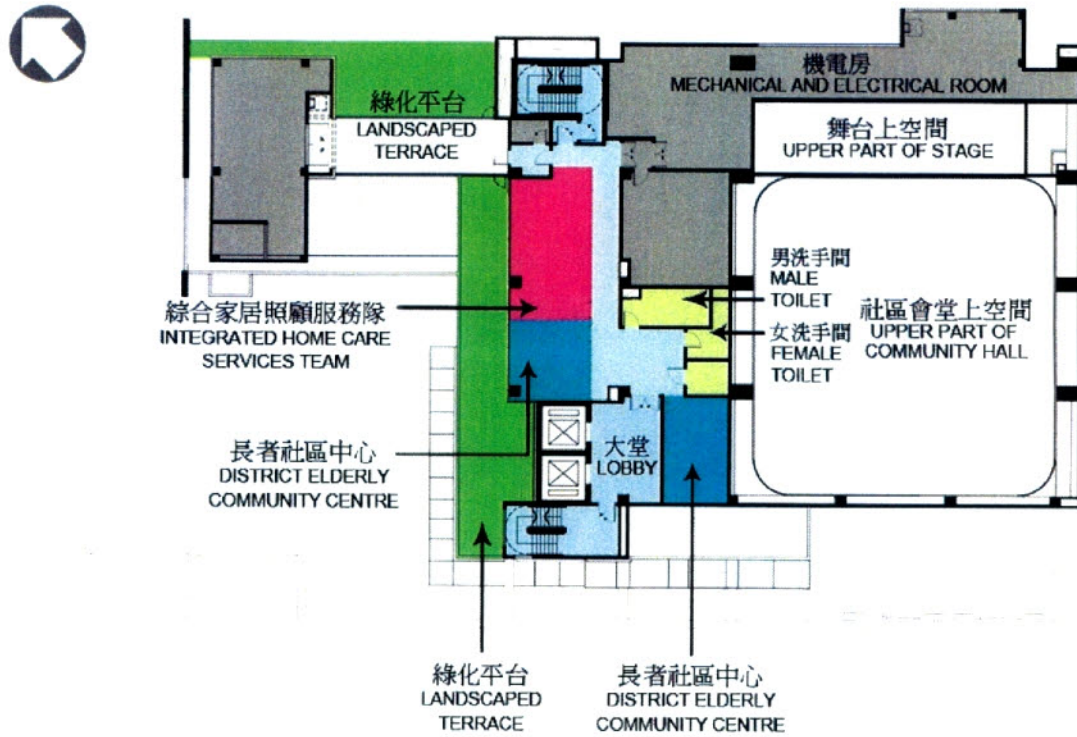 機電房
MECHANICAL AND ELECTRICAL ROOM
綠化平台
LANDSCAPED
TERRACE
舞台上空間
UPPER PART OF STAGE
男洗手間
MALE
TOILET
社區會堂上空間
UPPER PART OF
COMMUNITY HALL
女洗手間
FEMALE
TOILET
綜合家居照顧服務隊
INTEGRATED HOME CARE
SERVICES TEAM
長者社區中心
DISTRICT ELDERLY
COMMUNITY CENTRE
大堂
LOBBY
綠化平台
LANDSCAPED
TERRACE
長者社區中心
DISTRICT ELDERLY
COMMUNITY CENTRE